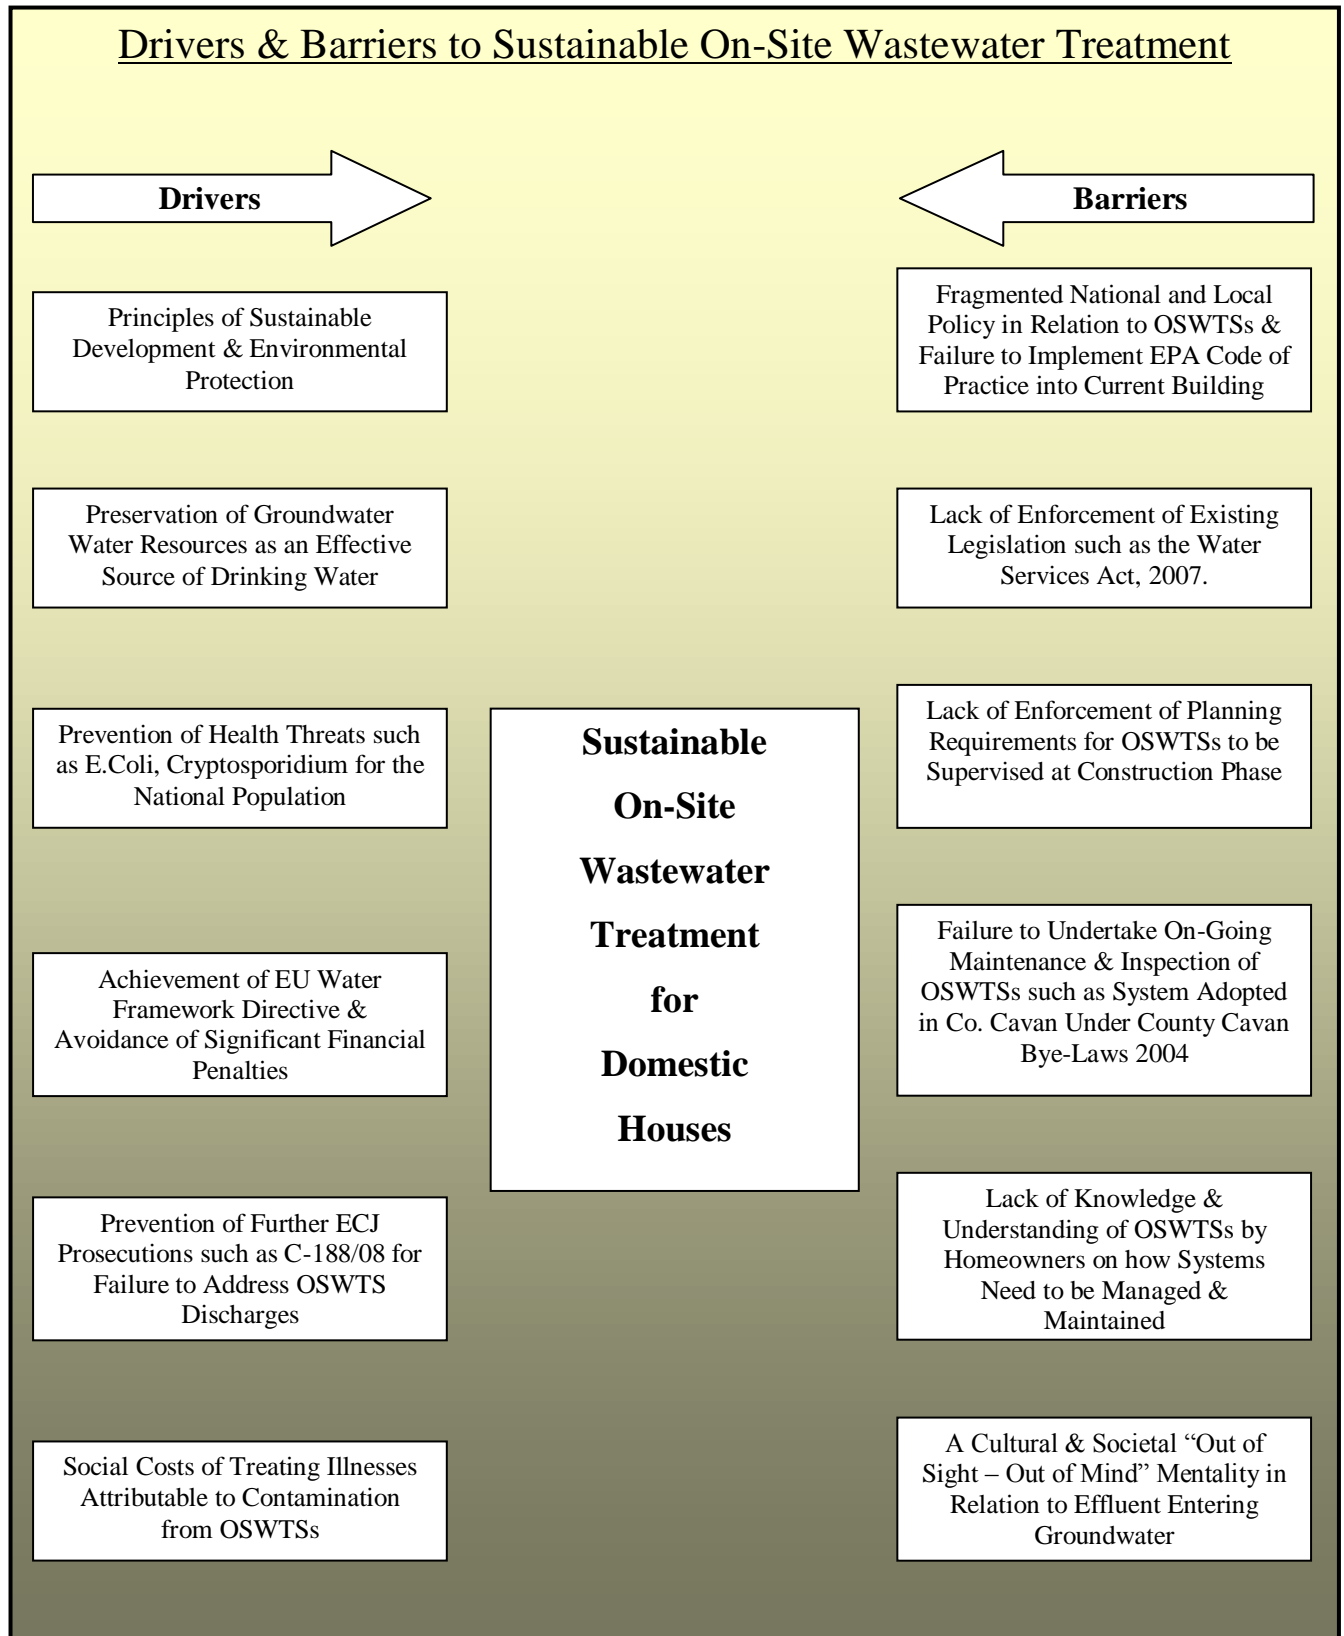 Drivers & Barriers to Sustainable On-Site Wastewater Treatment
Drivers
Barriers
Principles of Sustainable
Development & Environmental
Protection
Preservation of Groundwater
Water Resources as an Effective
Source of Drinking Water
Prevention of Health Threats such
as E.Coli, Cryptosporidium for the
National Population
Achievement of EU Water
Framework Directive &
Avoidance of Significant Financial
Penalties
Prevention of Further ECJ
Prosecutions such as C-188/08 for
Failure to Address OSWTS
Discharges
Social Costs of Treating Illnesses
Attributable to Contamination
from OSWTSs
Sustainable
On-Site
Wastewater
Treatment
for
Domestic
Houses
Fragmented National and Local
Policy in Relation to OSWTSs &
Failure to Implement EPA Code of
Practice into Current Building
Lack of Enforcement of Existing
Legislation such as the Water
Services Act, 2007.
Lack of Enforcement of Planning
Requirements for OSWTSs to be
Supervised at Construction Phase
Failure to Undertake On-Going
Maintenance & Inspection of
OSWTSs such as System Adopted
in Co. Cavan Under County Cavan
Bye-Laws 2004
Lack of Knowledge &
Understanding of OSWTSs by
Homeowners on how Systems
Need to be Managed &
Maintained
A Cultural & Societal “Out of
Sight – Out of Mind” Mentality in
Relation to Effluent Entering
Groundwater